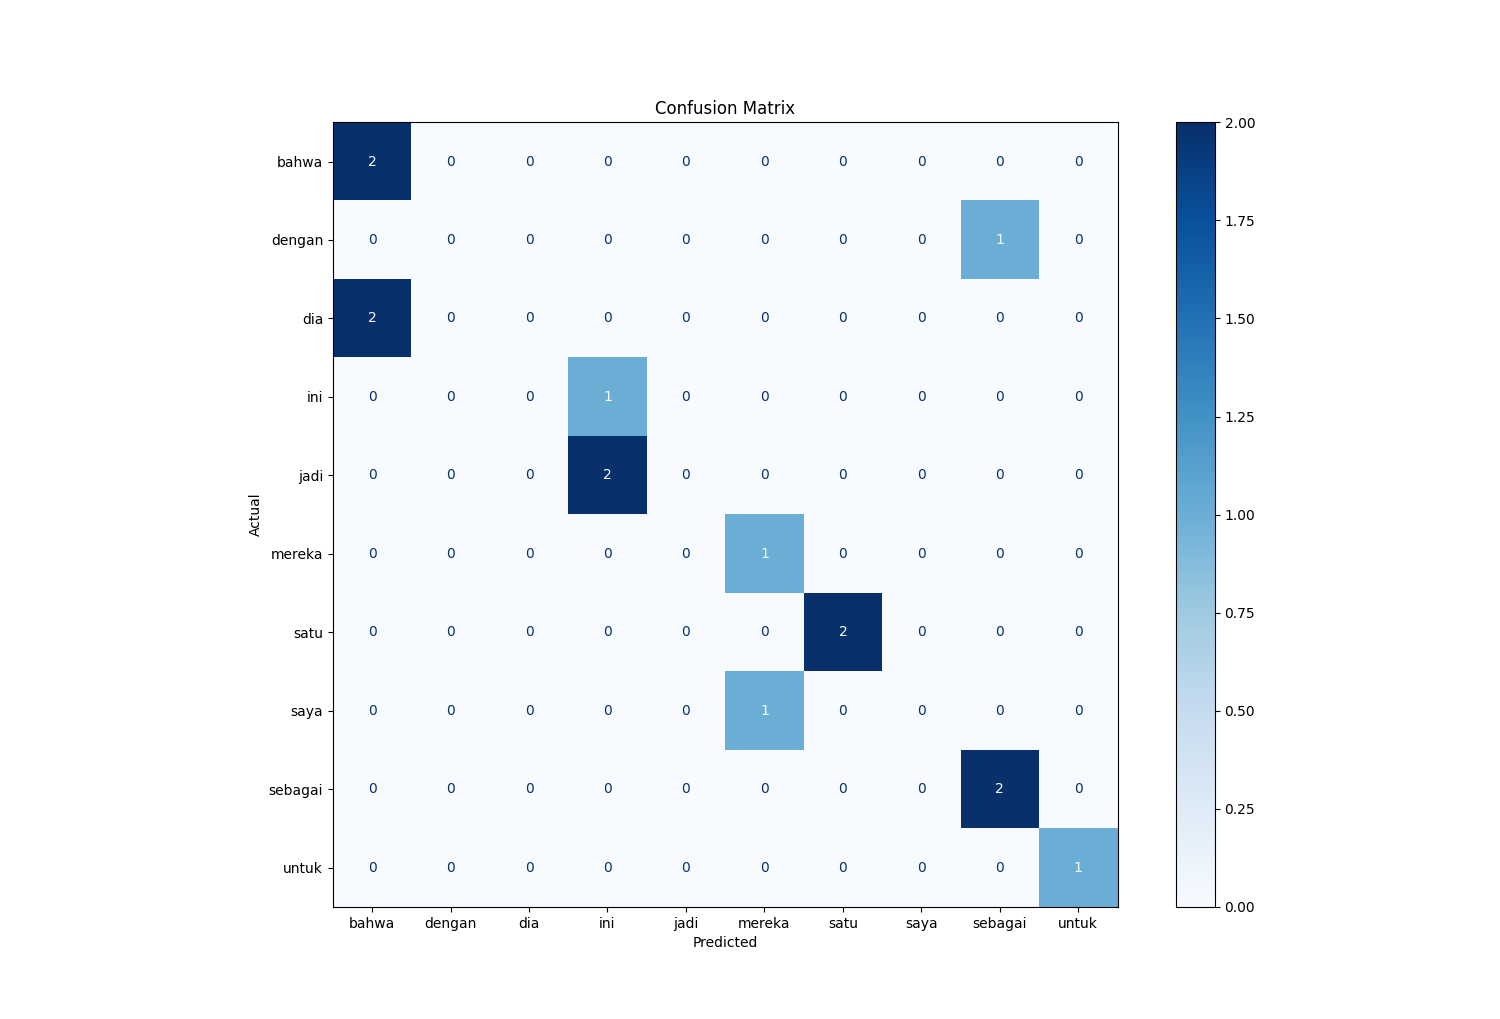 Confusion Matrix
bahwa 2 0 0 0 0 0 0 0 0 0
dengan 0 0 0 0 0 0 0 0 1 0
dia 2 0 0 0 0 0 0 0 0 0
ini 0 0 0 1 0 0 0 0 0 0
jadi 0 0 0 2 0 0 0 0 0 0
mereka 0 0 0 0 0 1 0 0 0 0
satu 0 0 0 0 0 0 2 0 0 0
saya 0 0 0 0 0 1 0 0 0 0
sebagai 0 0 0 0 0 0 0 0 2 0
untuk 0 0 0 0 0 0 0 0 0 1
bahwa dengan dia ini jadi mereka satu saya sebagai untuk
Predicted
Actual
2.00
1.75
1.50
1.25
1.00
0.75
0.50
0.25
0.00